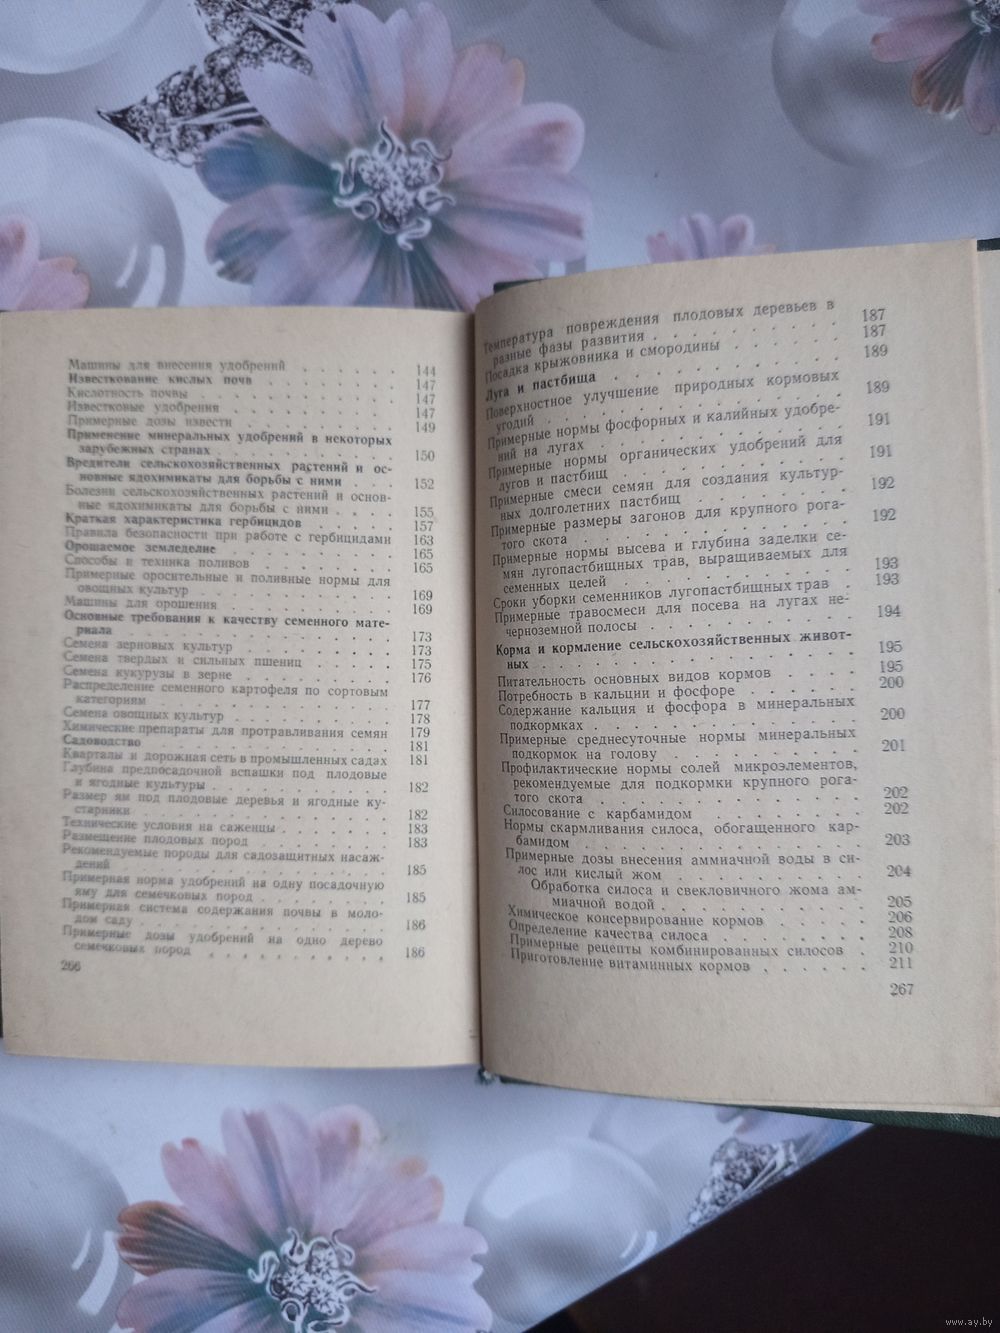 Машины для внесения удобрений . . . . . . 144
Известкование кислых почв . . . . . . . 147
Кислотность почвы . . . . . . . . . 147
Известковые удобрения . . . . . . . . 147
Примерные дозы извести . . . . . . . . 149
Применение минеральных удобрений в некоторых
зарубежных странах . . . . . . . . . 150
Вредители сельскохозяйственных растений и ос-
новные ядохимикаты для борьбы с ними . . . 152
Болезни сельскохозяйственных растений и основ-
ные ядохимикаты для борьбы с ними . . . . 155
Краткая характеристика гербицидов . . . . . 157
Правила безопасности при работе с гербицидами 163
Орошаемое земледелие . . . . . . . . 165
Способы и техника поливов . . . . . . . 165
Примерные оросительные и поливные нормы для
овощных культур . . . . . . . . . . 169
Машины для орошения . . . . . . . . 169
Основные требования к качеству семенного мате-
риала . . . . . . . . . . . . . 173
Семена зерновых культур . . . . . . . . 173
Семена твердых и сильных пшениц . . . . . 175
Семена кукурузы в зерне . . . . . . . . 176
Распределение семенного картофеля по сортовым
категориям . . . . . . . . . . . . 177
Семена овощных культур . . . . . . . . 178
Химические препараты для протравливания семян 179
Садоводство . . . . . . . . . . . 181
Кварталы и дорожная сеть в промышленных садах 181
Глубина предпосадочной вспашки под плодовые
и ягодные культуры . . . . . . . . . 182
Размер ям под плодовые деревья и ягодные ку-
старники . . . . . . . . . . . . 182
Технические условия на саженцы . . . . . . 183
Размещение плодовых пород . . . . . . . 183
Рекомендуемые породы для садозащитных насаж-
дений . . . . . . . . . . . . . 185
Примерная норма удобрений на одну посадочную
яму для семечковых пород . . . . . . . 185
Примерная система содержания почвы в моло-
дом саду . . . . . . . . . . . . 186
Примерные дозы удобрений на одно дерево
семечковых пород . . . . . . . . . . 186
266
Температура повреждения плодовых деревьев в
разные фазы развития . . . . . . . . 187
Посадка крыжовника и смородины . . . . . 187
Луга и пастбища . . . . . . . . . . 189
Поверхностное улучшение природных кормовых
угодий . . . . . . . . . . . . . 189
Примерные нормы фосфорных и калийных удобре-
ний на лугах . . . . . . . . . . . 191
Примерные нормы органических удобрений для
лугов и пастбищ . . . . . . . . . . 191
Примерные смеси семян для создания культур-
ных долголетних пастбищ . . . . . . . 192
Примерные размеры загонов для крупного рога-
того скота . . . . . . . . . . . . 192
Примерные нормы высева и глубина заделки се-
мян лугопастбищных трав, выращиваемых для
семенных целей . . . . . . . . . . 193
Сроки уборки семенников лугопастбищных трав . 193
Примерные травосмеси для посева на лугах не-
черноземной полосы . . . . . . . . . 194
Корма и кормление сельскохозяйственных живот-
ных . . . . . . . . . . . . . . 195
Питательность основных видов кормов . . . . 195
Потребность в кальции и фосфоре . . . . . 200
Содержание кальция и фосфора в минеральных
подкормках . . . . . . . . . . . . 200
Примерные среднесуточные нормы минеральных
подкормок на голову . . . . . . . . . 201
Профилактические нормы солей микроэлементов,
рекомендуемые для подкормки крупного рога-
того скота . . . . . . . . . . . . 202
Силосование с карбамидом . . . . . . . 202
Нормы скармливания силоса, обогащенного кар-
бамидом . . . . . . . . . . . . . 203
Примерные дозы внесения аммиачной воды в си-
лос или кислый жом . . . . . . . . . 204
Обработка силоса и свекловичного жома ам-
миачной водой . . . . . . . . . . . 205
Химическое консервирование кормов . . . . 206
Определение качества силоса . . . . . . . 208
Примерные рецепты комбинированных силосов . 210
Приготовление витаминных кормов . . . . . 211
267
www.ay.by